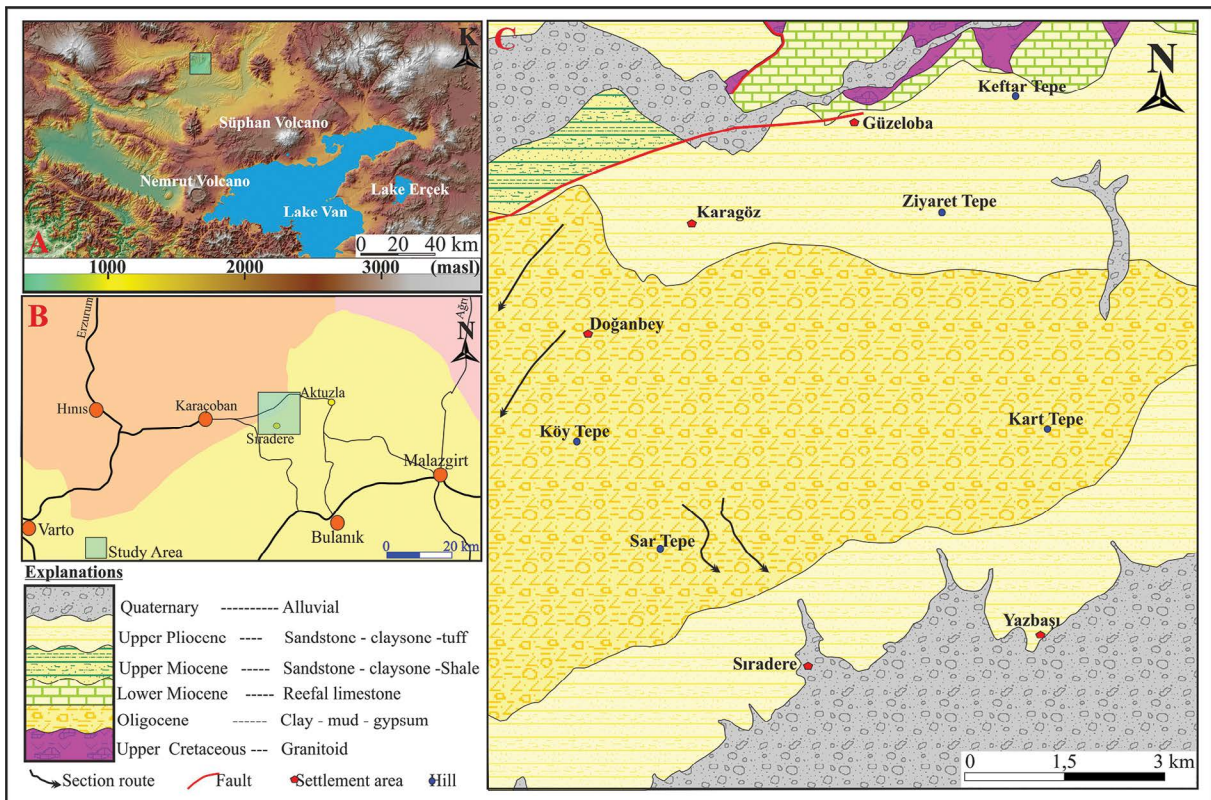 A
K
Süphan Volcano
Nemrut Volcano
Lake Erçek
Lake Van
0 20 40 km
1000 2000 3000 (masl)
B
N
Erzurum
Ağrı
Hınıs
Karaçoban
Aktuzla
Sıradere
Malazgirt
Varto
Bulanık
Study Area
0 20 km
Explanations
Quaternary ---------- Alluvial
Upper Pliocene ---- Sandstone - claysone -tuff
Upper Miocene ----- Sandstone - claysone -Shale
Lower Miocene ----- Reefal limestone
Oligocene ------ Clay - mud - gypsum
Upper Cretaceous --- Granitoid
Section route Fault Settlement area Hill
C
N
Keftar Tepe
Güzeloba
Karagöz
Ziyaret Tepe
Doğanbey
Köy Tepe
Kart Tepe
Sar Tepe
Yazbaşı
Sıradere
0 1,5 3 km